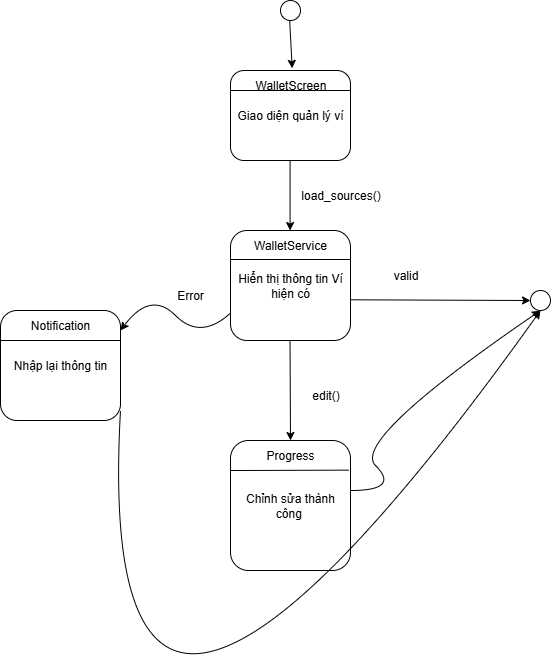 WalletScreen
Giao diện quản lý ví
load_sources()
WalletService
Hiển thị thông tin Ví
hiện có
valid
Error
Notification
Nhập lại thông tin
edit()
Progress
Chỉnh sửa thành
công